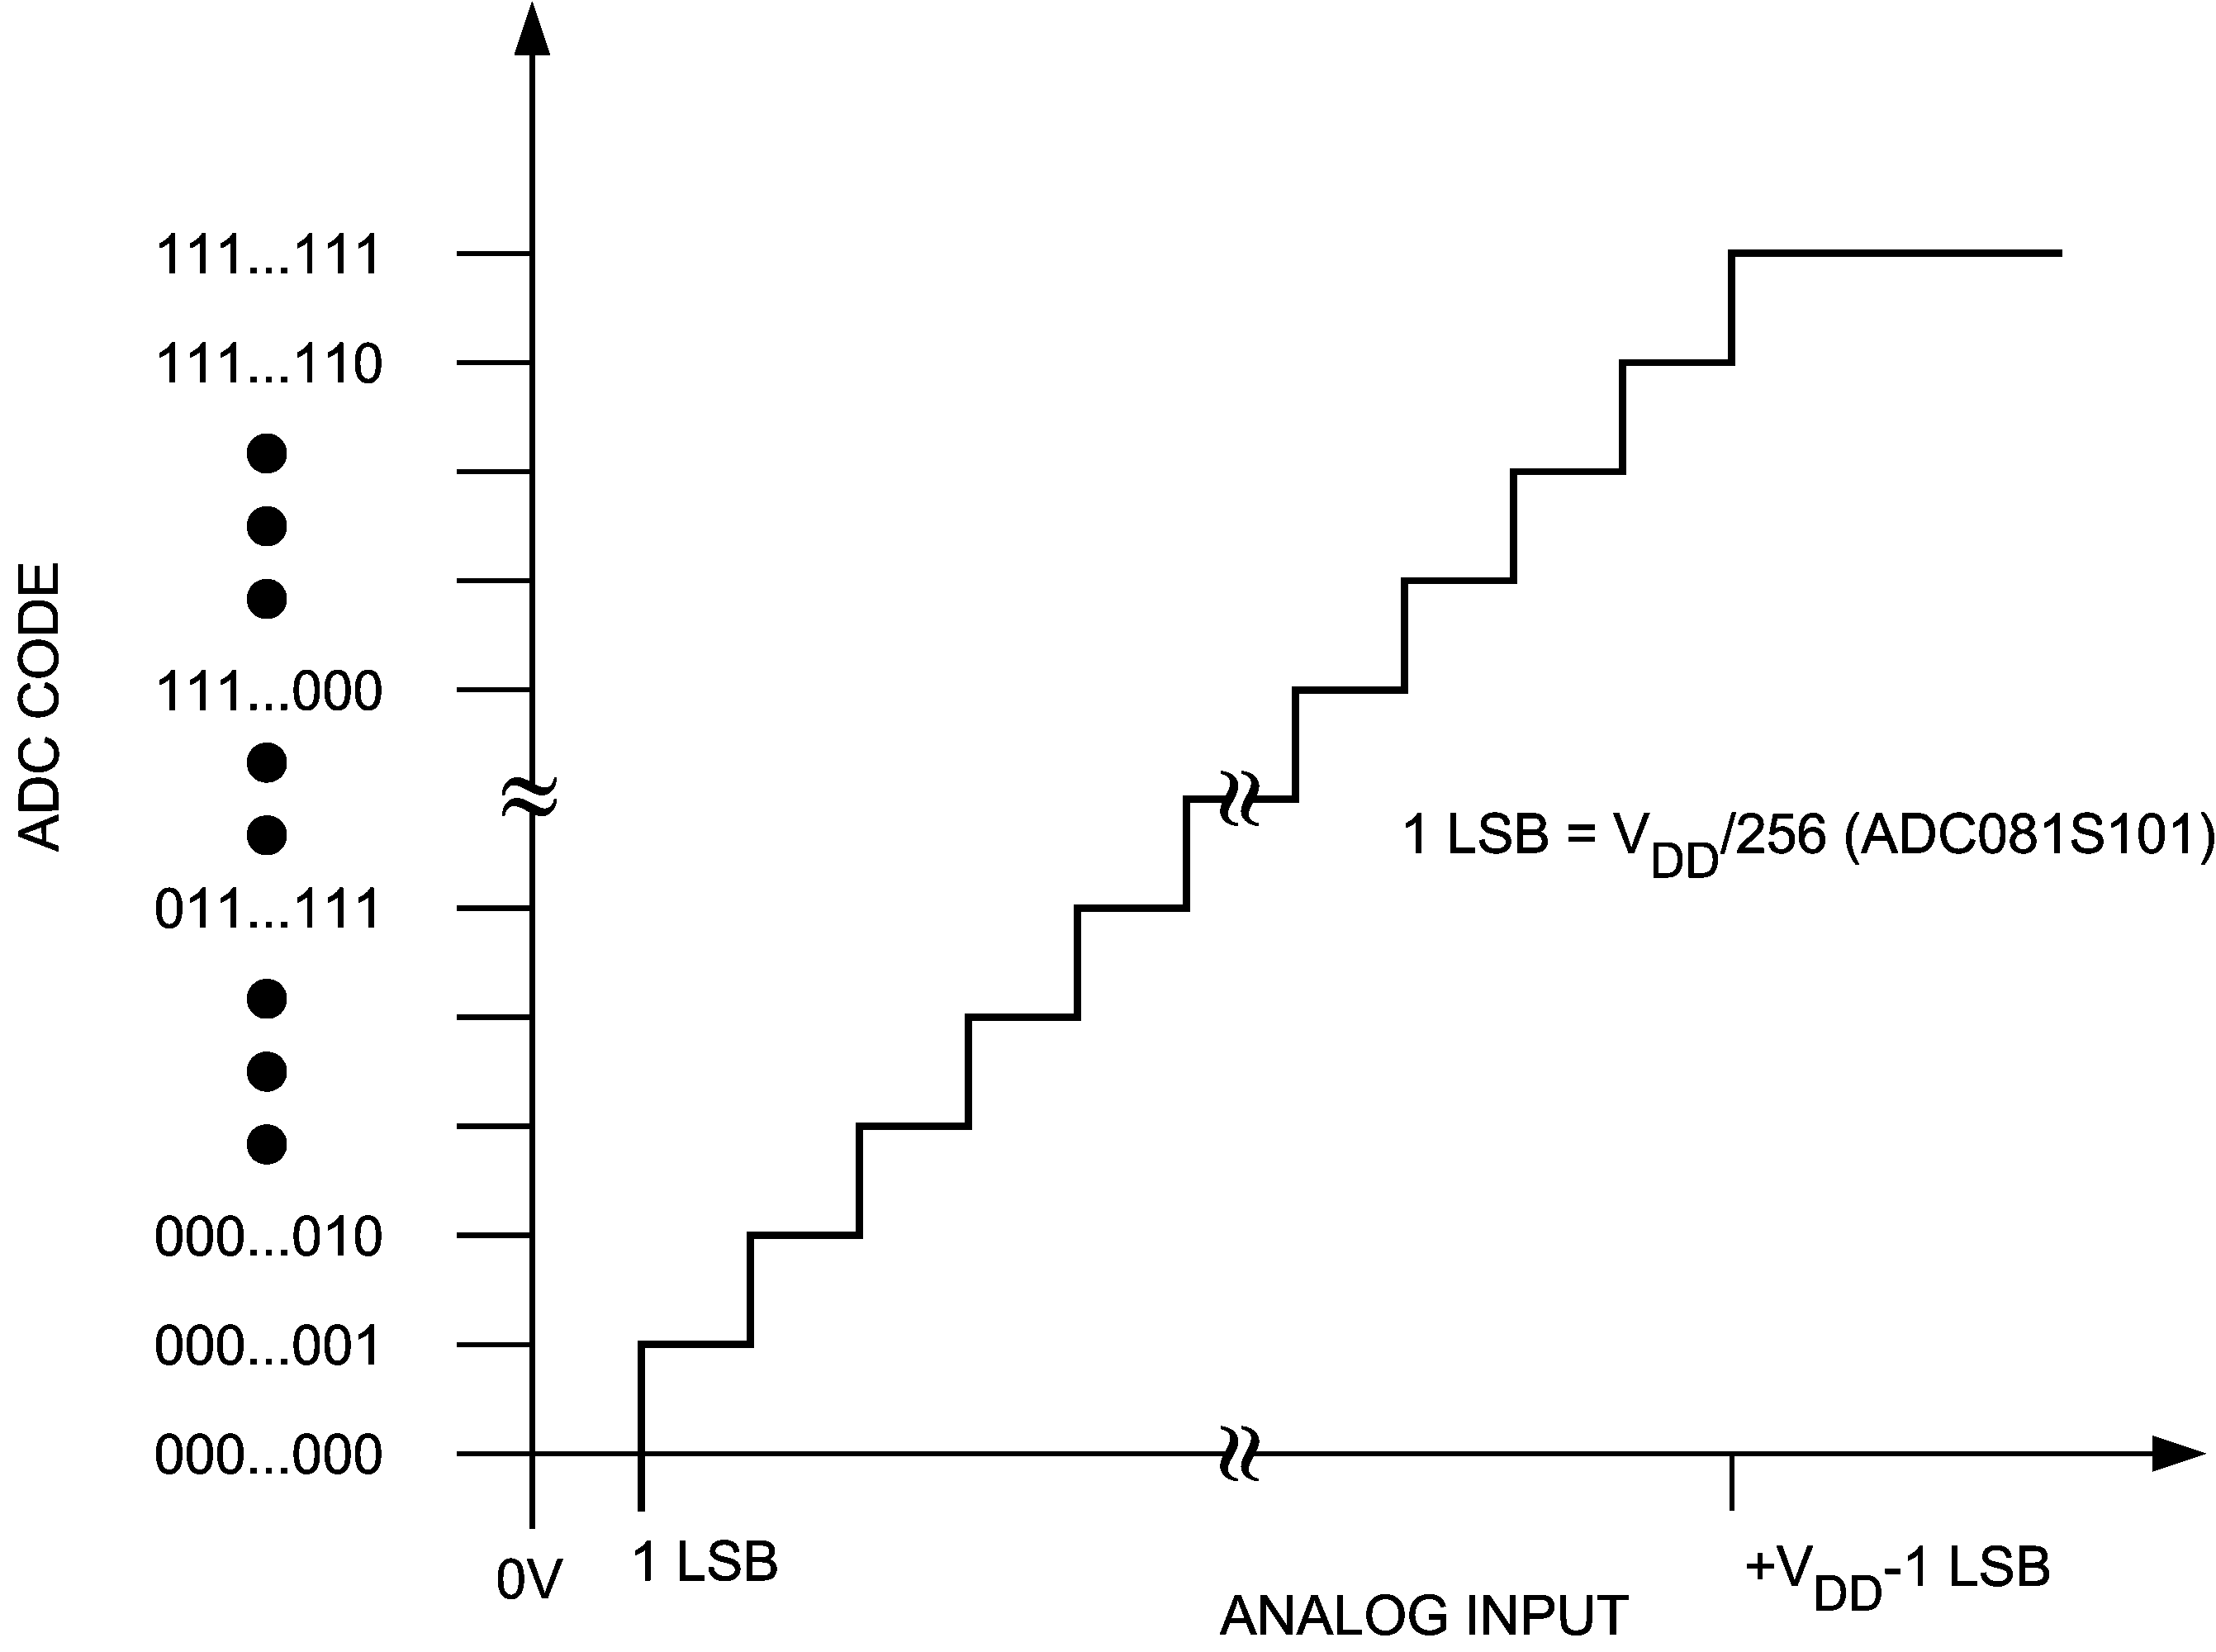 111...111
111...110
111...000
ADC CODE
1 LSB = VDD/256 (ADC081S101)
011...111
000...010
000...001
000...000
0V
1 LSB
+VDD-1 LSB
ANALOG INPUT